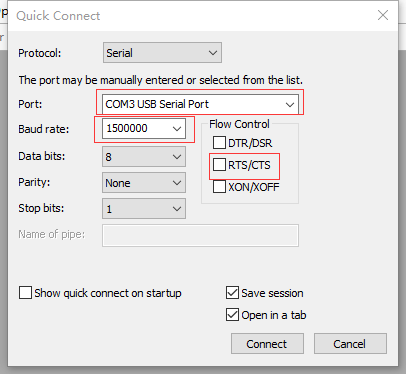 Quick Connect
Protocol: Serial
The port may be manually entered or selected from the list.
Port: COM3 USB Serial Port
Baud rate: 1500000
Flow Control
Data bits: 8
DTR/DSR
Parity: None
RTS/CTS
Stop bits: 1
XON/XOFF
Name of pipe:
Show quick connect on startup
Save session
Open in a tab
Connect
Cancel